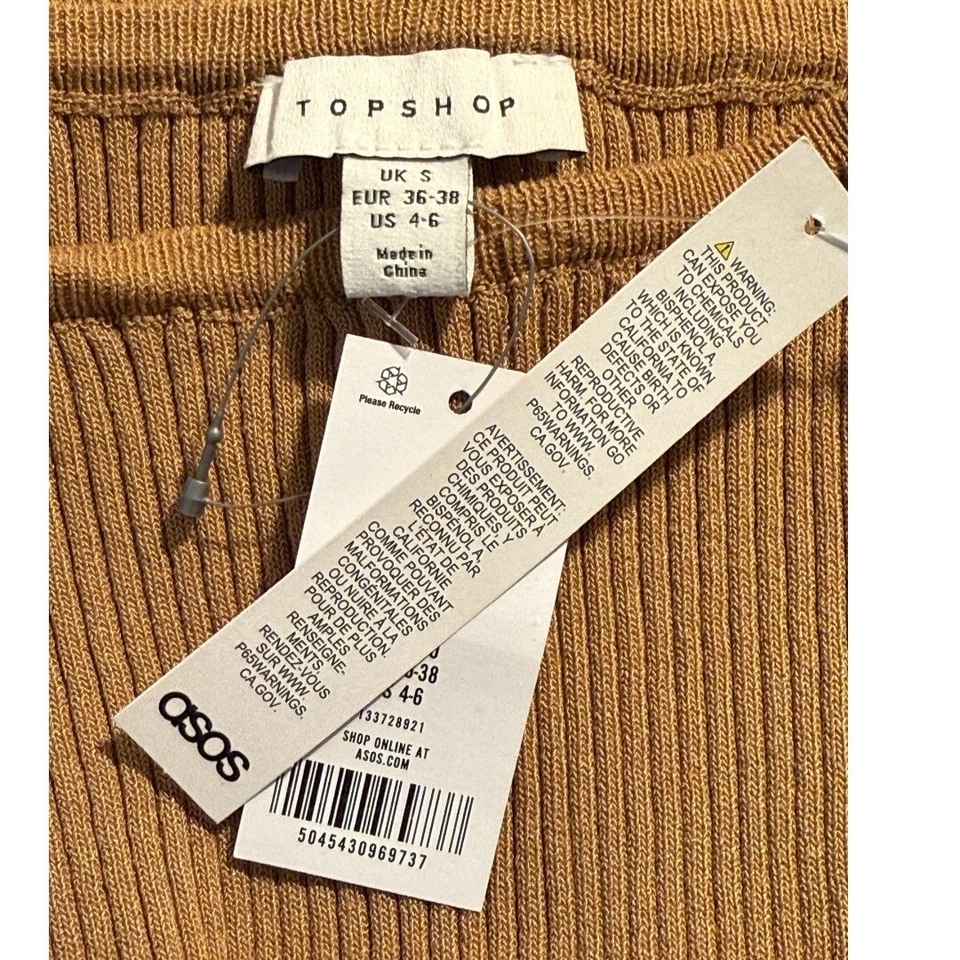 TOPSHOP
UK S
EUR 36-38
US 4-6
Made in
China
Please Recycle
WARNING:
THIS PRODUCT
CAN EXPOSE YOU
TO CHEMICALS
INCLUDING
BISPHENOL A,
WHICH IS KNOWN
TO THE STATE OF
CALIFORNIA TO
CAUSE BIRTH
DEFECTS OR
OTHER
REPRODUCTIVE
HARM. FOR MORE
INFORMATION GO
TO WWW.
P65WARNINGS.
CA.GOV.
AVERTISSEMENT:
CE PRODUIT PEUT
VOUS EXPOSER À
DES PRODUITS
CHIMIQUES, Y
COMPRIS LE
BISPÉNOL A,
RECONNU PAR
L'ÉTAT DE
CALIFORNIE
COMME POUVANT
PROVOQUER DES
MALFORMATIONS
CONGÉNITALES
OU NUIRE À LA
REPRODUCTION.
POUR DE PLUS
AMPLES
RENSEIGNE-
MENTS,
RENDEZ-VOUS
SUR WWW.
P65WARNINGS.
CA.GOV.
asos
-38
4-6
133728921
SHOP ONLINE AT
ASOS.COM
5045430969737